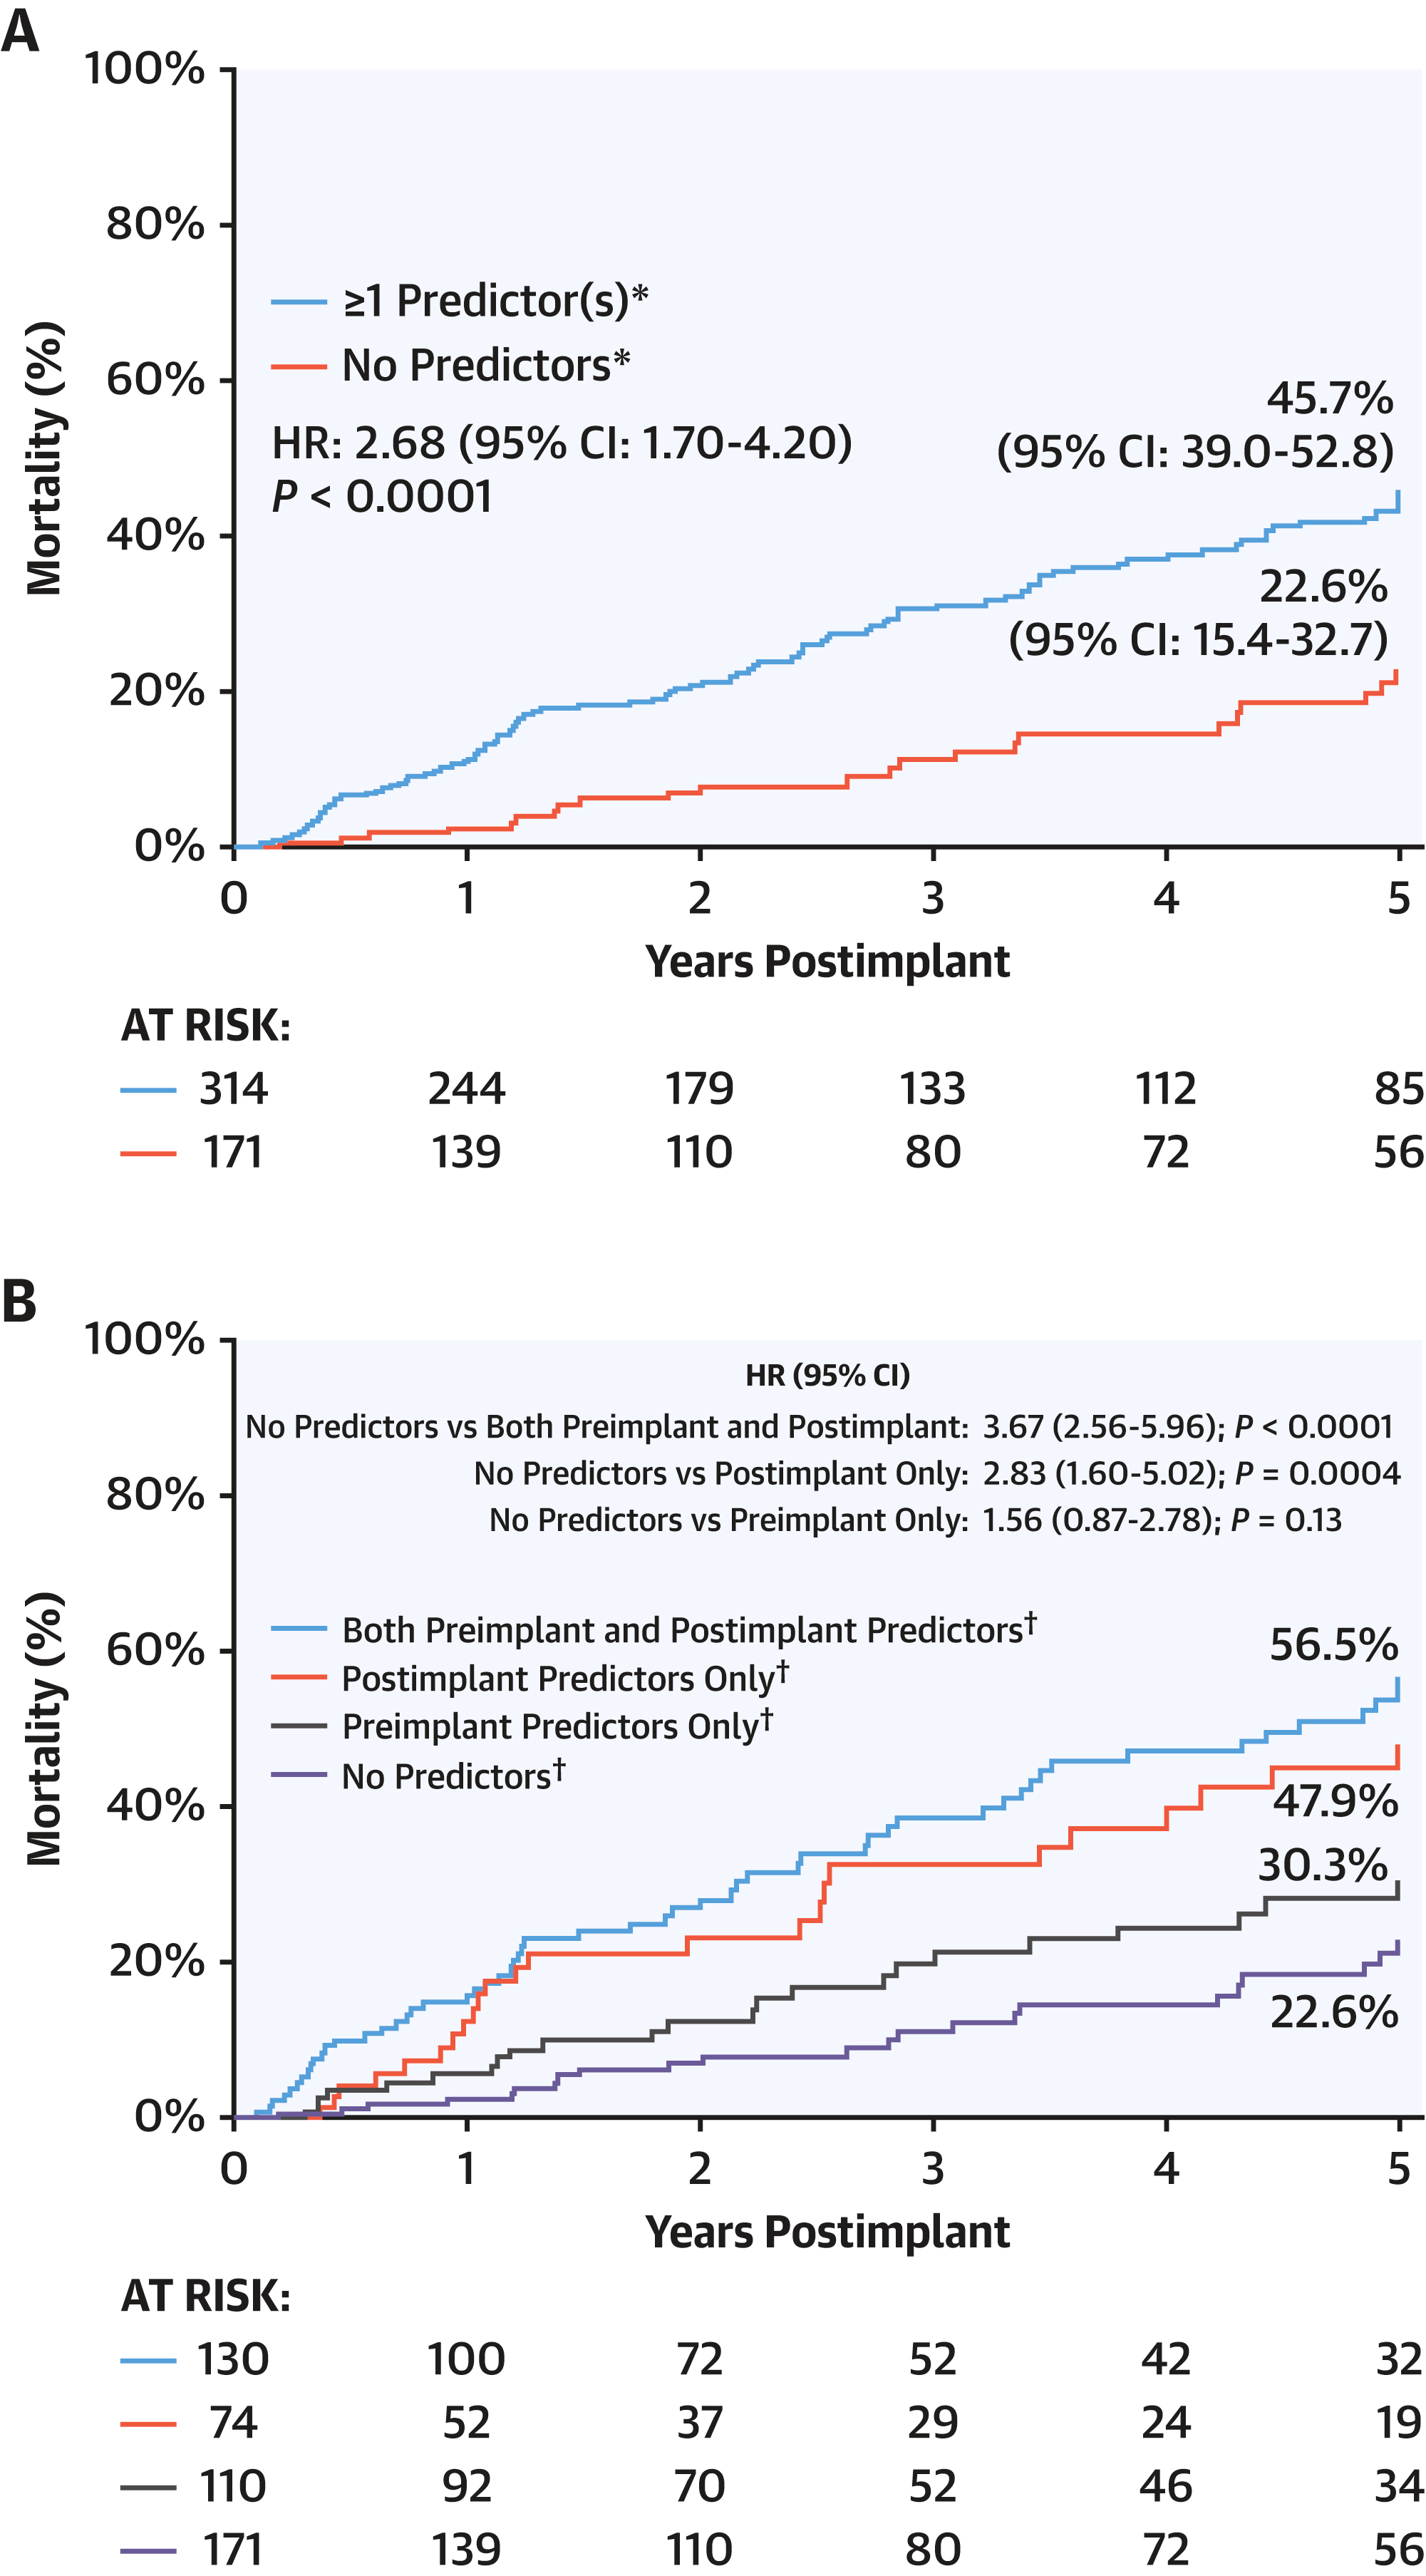 A
100%
80%
60%
40%
20%
0%
Mortality (%)
≥1 Predictor(s)*
No Predictors*
HR: 2.68 (95% CI: 1.70-4.20)
P < 0.0001
45.7%
(95% CI: 39.0-52.8)
22.6%
(95% CI: 15.4-32.7)
0 1 2 3 4 5
Years Postimplant
AT RISK:
314 244 179 133 112 85
171 139 110 80 72 56
B
100%
80%
60%
40%
20%
0%
Mortality (%)
HR (95% CI)
No Predictors vs Both Preimplant and Postimplant: 3.67 (2.56-5.96); P < 0.0001
No Predictors vs Postimplant Only: 2.83 (1.60-5.02); P = 0.0004
No Predictors vs Preimplant Only: 1.56 (0.87-2.78); P = 0.13
Both Preimplant and Postimplant Predictors†
Postimplant Predictors Only†
Preimplant Predictors Only†
No Predictors†
56.5%
47.9%
30.3%
22.6%
0 1 2 3 4 5
Years Postimplant
AT RISK:
130 100 72 52 42 32
74 52 37 29 24 19
110 92 70 52 46 34
171 139 110 80 72 56